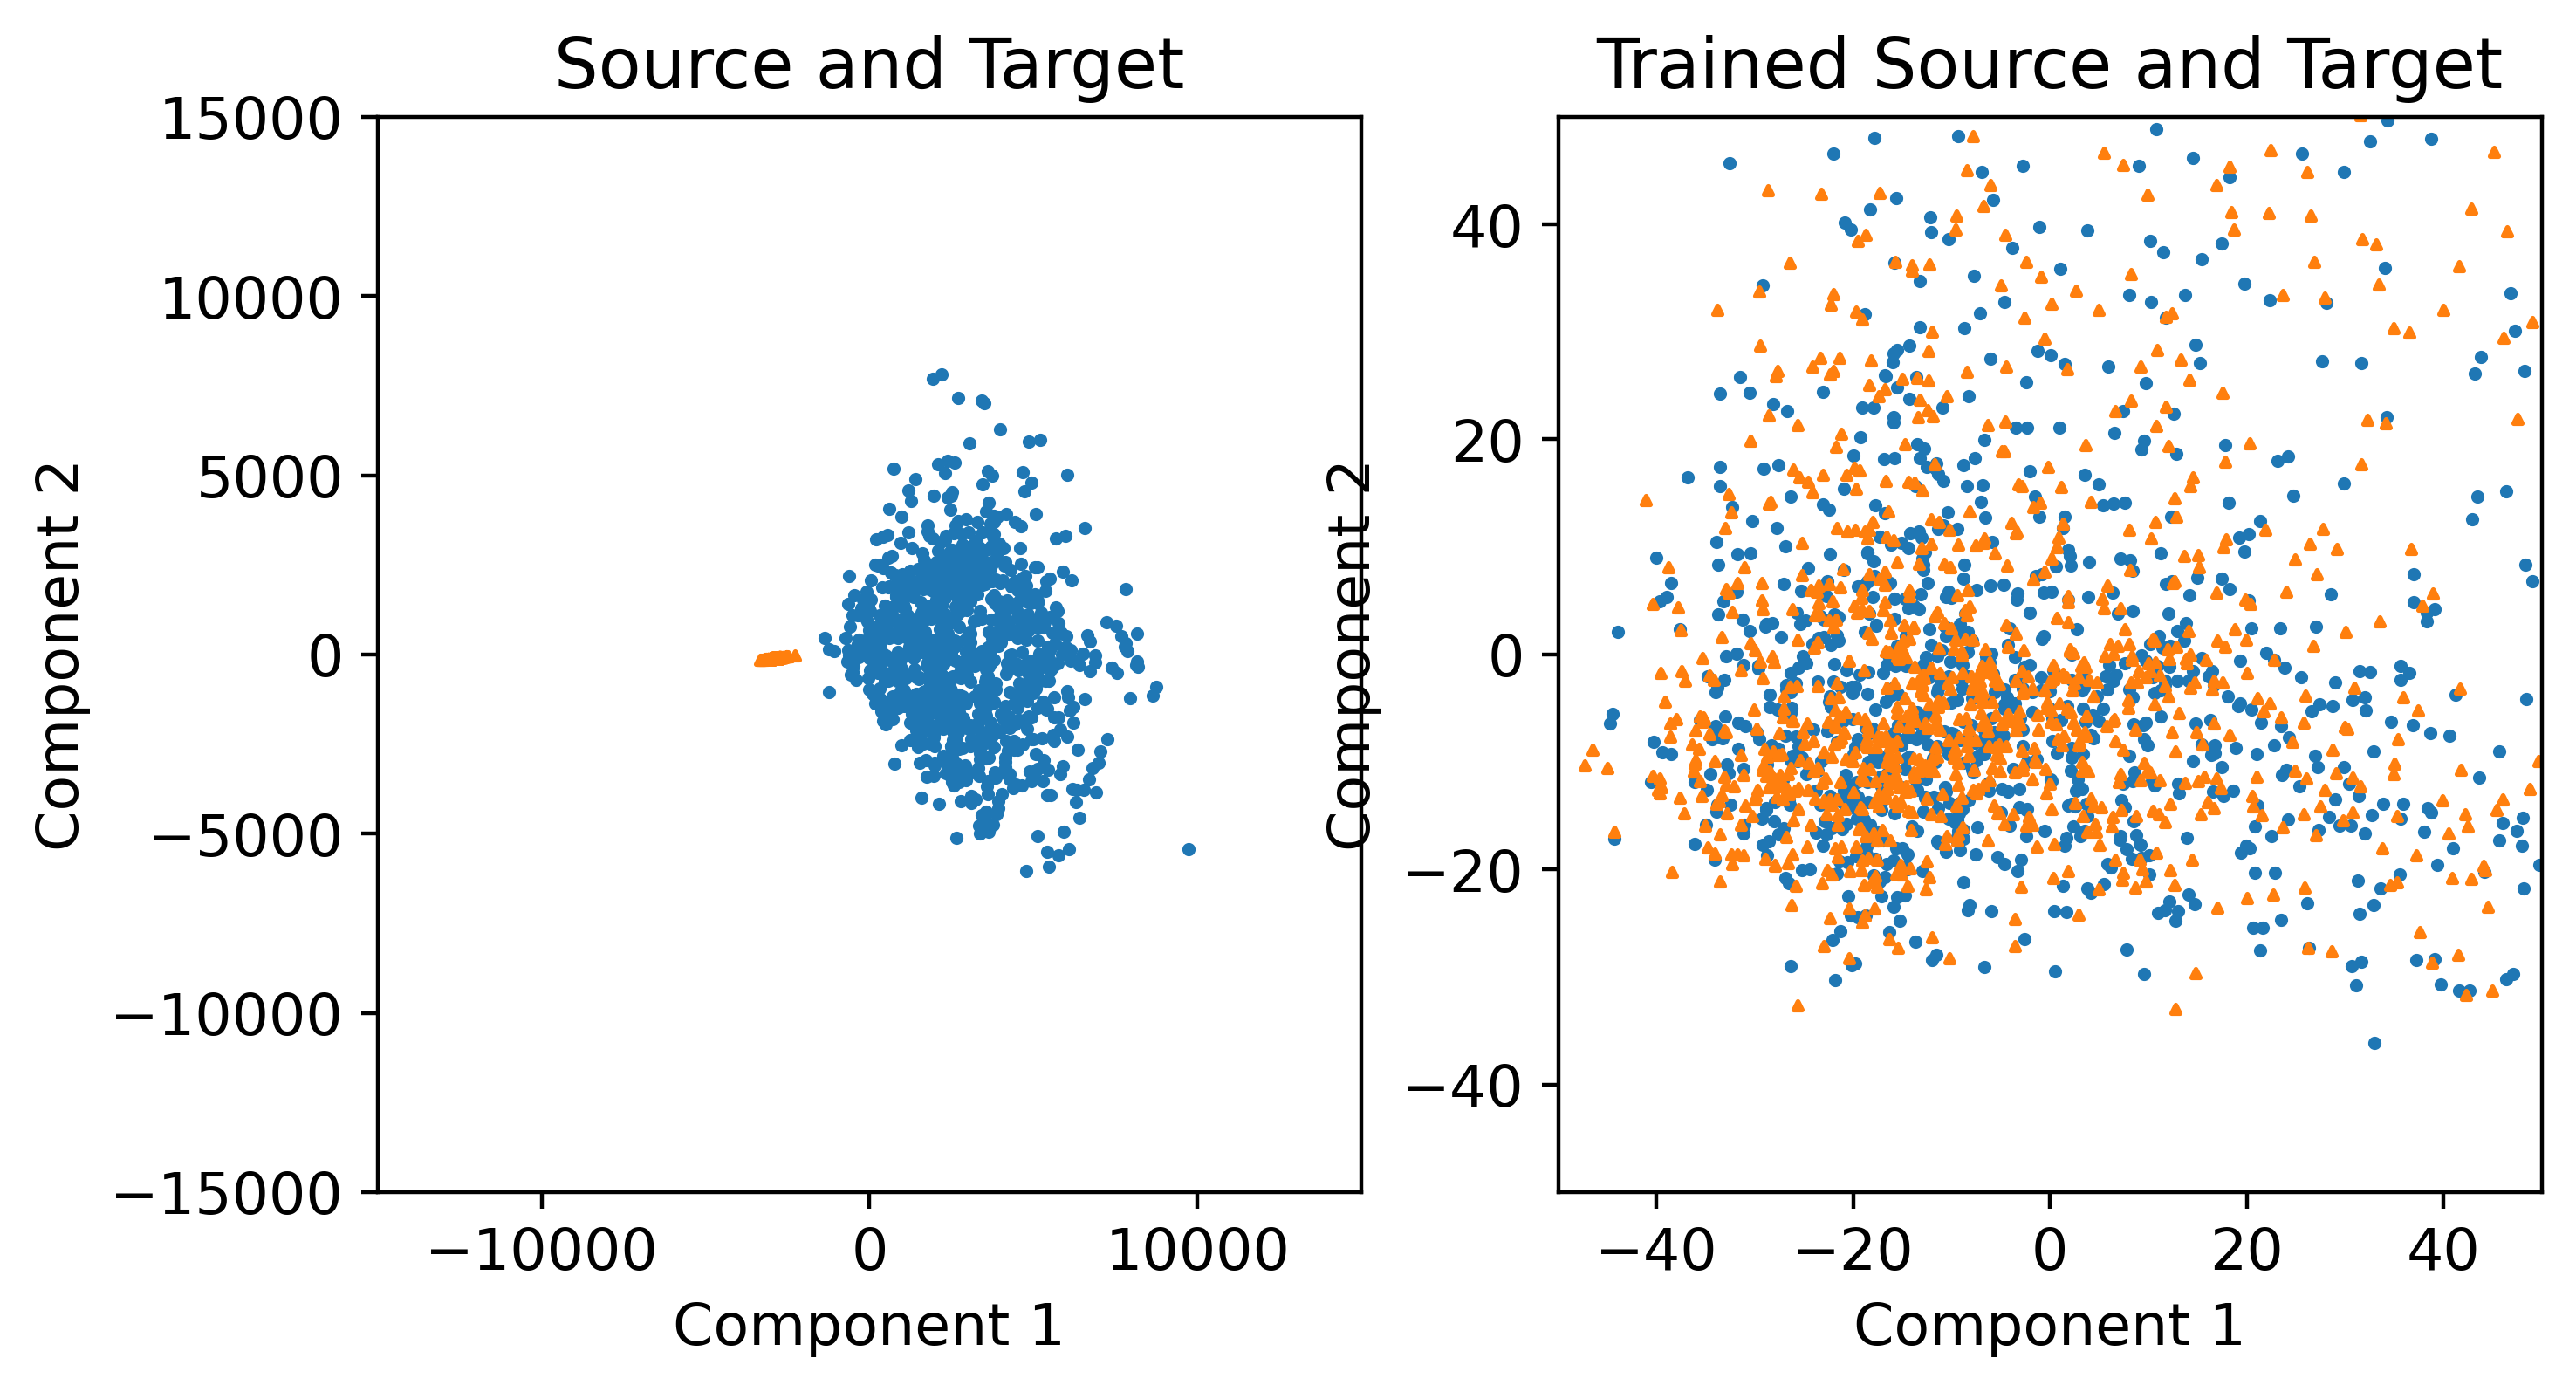 Source and Target
15000
10000
5000
0
−5000
−10000
−15000
Component 2
−10000 0 10000
Component 1
Trained Source and Target
40
20
0
−20
−40
Component 2
−40 −20 0 20 40
Component 1